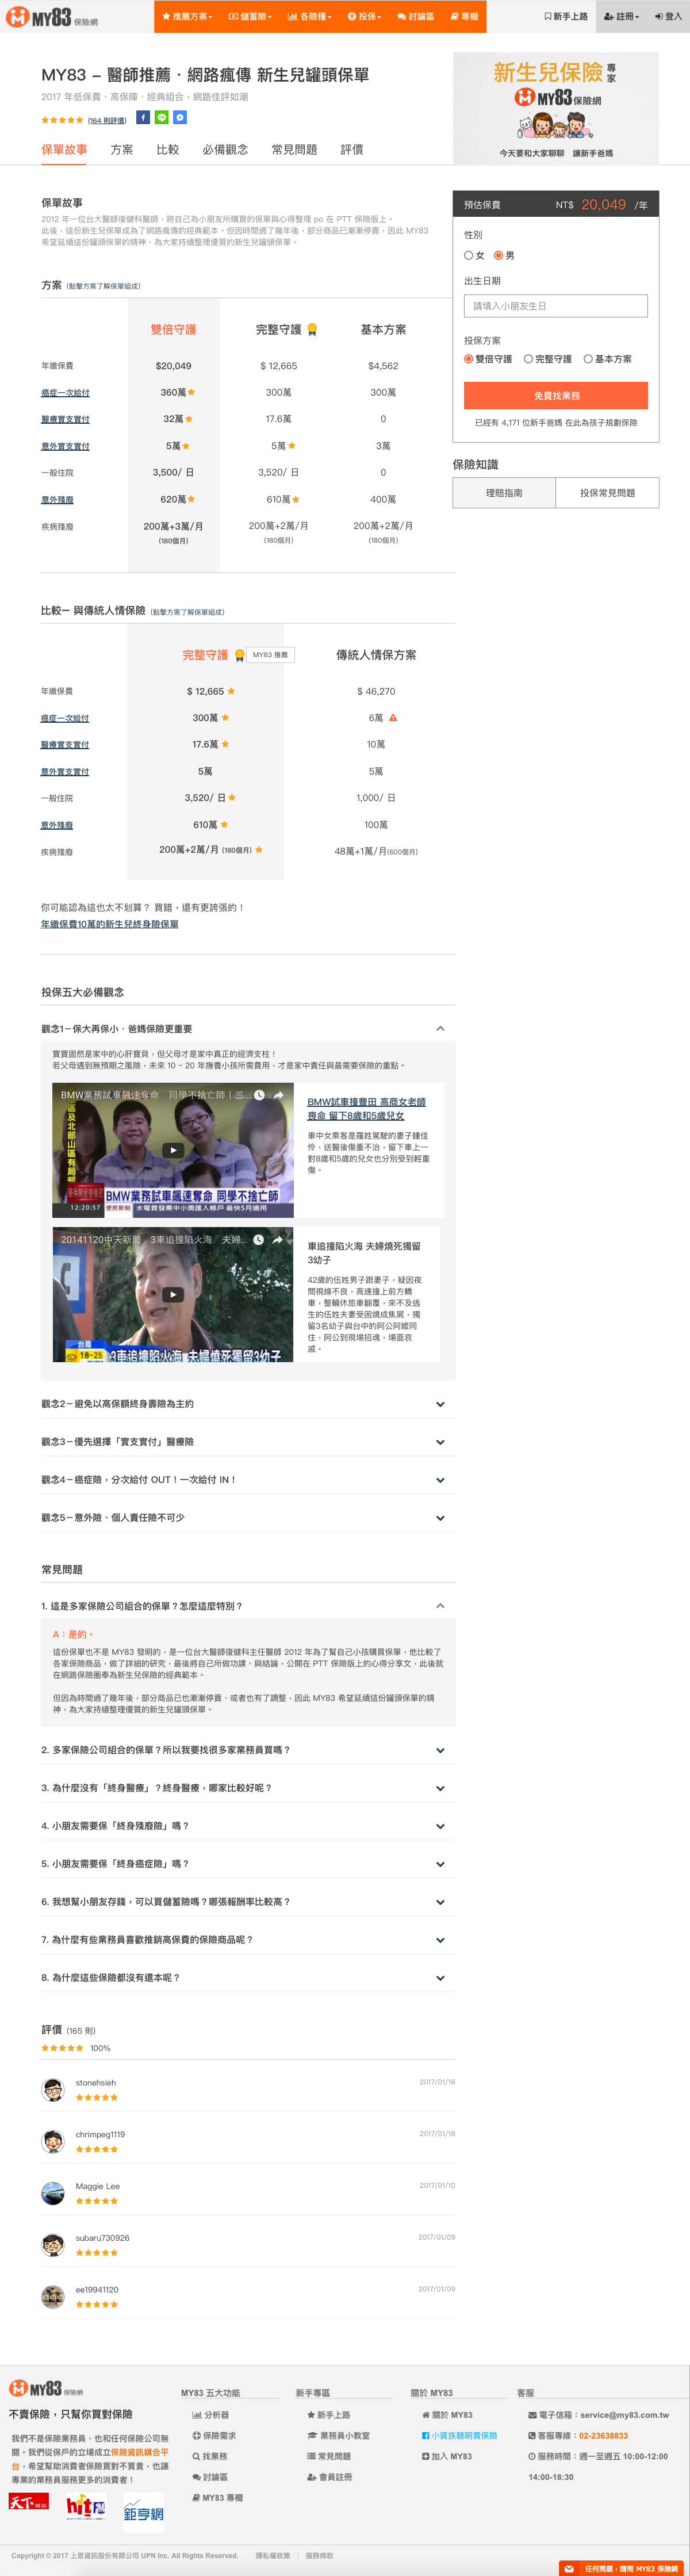 MY83 保險網
推薦方案
儲蓄險
各險種
投保
討論區
專欄
新手上路
註冊
登入
MY83 – 醫師推薦．網路瘋傳 新生兒罐頭保單
2017 年低保費、高保障．經典組合，網路佳評如潮
(164 則評價)
保單故事
方案
比較
必備觀念
常見問題
評價
新生兒保險 專家
MY83 保險網
今天要和大家聊聊 讓新手爸媽
保單故事
2012 年一位台大醫師復健科醫師，將自己為小朋友所購買的保單與心得整理 po 在 PTT 保險版上。
此後，這份新生兒保單成為了網路瘋傳的經典範本。但因時間過了幾年後，部分商品已漸漸停賣，因此 MY83
希望延續這份罐頭保單的精神，為大家持續整理優質的新生兒罐頭保單。
預估保費 NT$ 20,049 /年
性別
女 男
出生日期
請填入小朋友生日
投保方案
雙倍守護 完整守護 基本方案
免費找業務
已經有 4,171 位新手爸媽 在此為孩子規劃保險
保險知識
理賠指南 投保常見問題
方案 (點擊方案了解保單組成)
雙倍守護 完整守護 基本方案
年繳保費 $20,049 $ 12,665 $4,562
癌症一次給付 360萬 300萬 300萬
醫療實支實付 32萬 17.6萬 0
意外實支實付 5萬 5萬 3萬
一般住院 3,500/ 日 3,520/ 日 0
意外殘廢 620萬 610萬 400萬
疾病殘廢 200萬+3萬/月 200萬+2萬/月 200萬+2萬/月
(180個月) (180個月) (180個月)
比較— 與傳統人情保險 (點擊方案了解保單組成)
完整守護 MY83 推薦 傳統人情保方案
年繳保費 $ 12,665 $ 46,270
癌症一次給付 300萬 6萬
醫療實支實付 17.6萬 10萬
意外實支實付 5萬 5萬
一般住院 3,520/ 日 1,000/ 日
意外殘廢 610萬 100萬
疾病殘廢 200萬+2萬/月 (180個月) 48萬+1萬/月(600個月)
你可能認為這也太不划算？ 買錯，還有更誇張的！
年繳保費10萬的新生兒終身險保單
投保五大必備觀念
觀念1－保大再保小．爸媽保險更重要
寶寶固然是家中的心肝寶貝，但父母才是家中真正的經濟支柱！
若父母遇到無預期之風險，未來 10 ~ 20 年撫養小孩所需費用，才是家中責任與最需要保險的重點。
BMW業務試車飆速奪命 同學不捨亡師｜三...
BMW業務試車飆速奪命 同學不捨亡師
12:20:57
BMW試車撞豐田 高商女老師
喪命 留下8歲和5歲兒女
車中女乘客是羅姓駕駛的妻子鍾佳
伶，送醫後傷重不治，留下車上一
對8歲和5歲的兒女也分別受到輕重
傷。
20141120中天新聞 3車追撞陷火海 夫婦...
台南
18-25
3車追撞陷火海 夫婦燒死獨留3幼子
車追撞陷火海 夫婦燒死獨留
3幼子
42歲的伍姓男子跟妻子，疑因夜
間視線不良，高速撞上前方轎
車，整輛休旅車翻覆，來不及逃
生的伍姓夫妻受困燒成焦屍，獨
留3名幼子與台中的阿公阿嬤同
住，阿公到現場招魂，場面哀
戚。
觀念2－避免以高保額終身壽險為主約
觀念3－優先選擇「實支實付」醫療險
觀念4－癌症險，分次給付 OUT！一次給付 IN！
觀念5－意外險、個人責任險不可少
常見問題
1. 這是多家保險公司組合的保單？怎麼這麼特別？
A：是的。
這份保單也不是 MY83 發明的，是一位台大醫師復健科主任醫師 2012 年為了幫自己小孩購買保單，他比較了
各家保險商品，做了詳細的研究，最後將自己所做功課、與結論，公開在 PTT 保險版上的心得分享文，此後就
在網路保險圈奉為新生兒保險的經典範本。
但因為時間過了幾年後，部分商品已也漸漸停賣、或者也有了調整，因此 MY83 希望延續這份罐頭保單的精
神，為大家持續整理優質的新生兒罐頭保單。
2. 多家保險公司組合的保單？所以我要找很多家業務員買嗎？
3. 為什麼沒有「終身醫療」？終身醫療，哪家比較好呢？
4. 小朋友需要保「終身殘廢險」嗎？
5. 小朋友需要保「終身癌症險」嗎？
6. 我想幫小朋友存錢，可以買儲蓄險嗎？哪張報酬率比較高？
7. 為什麼有些業務員喜歡推銷高保費的保險商品呢？
8. 為什麼這些保險都沒有還本呢？
評價 (165 則)
100%
stonehsieh 2017/01/18
chrimpeg1119 2017/01/18
Maggie Lee 2017/01/10
subaru730926 2017/01/09
ee19941120 2017/01/09
MY83 保險網
不賣保險，只幫你買對保險
我們不是保險業務員、也和任何保險公司無
關。我們從保戶的立場成立保險資訊媒合平
台，希望幫助消費者保險買對不買貴，也讓
專業的業務員服務更多的消費者！
天下 hitFM 鉅亨網
MY83 五大功能
分析器
保險需求
找業務
討論區
MY83 專欄
新手專區
新手上路
業務員小教室
常見問題
會員註冊
關於 MY83
關於 MY83
小資族聰明買保險
加入 MY83
客服
電子信箱：service@my83.com.tw
客服專線：02-23638833
服務時間：週一至週五 10:00-12:00
14:00-18:30
Copyright © 2017 上恩資訊股份有限公司 UPN Inc. All Rights Reserved. 隱私權政策 ｜ 服務條款
任何問題，請問 MY83 保險網